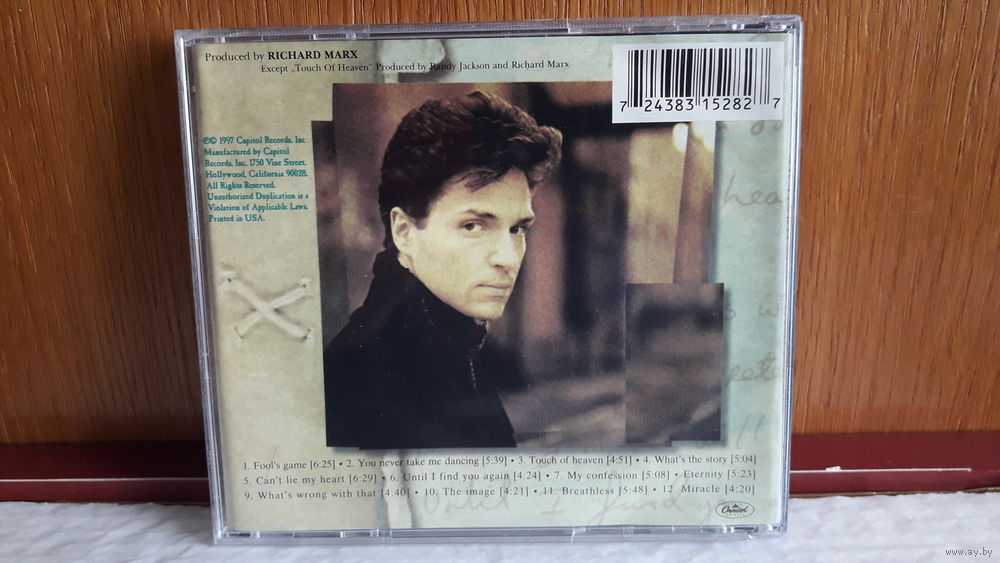 Produced by RICHARD MARX
Except „Touch Of Heaven" Produced by Randy Jackson and Richard Marx
7 24383 15282 7
℗© 1997 Capitol Records, Inc
Manufactured by Capitol
Records, Inc. 1750 Vine Street,
Hollywood, California 90028.
All Rights Reserved.
Unauthorized Duplication is a
Violation of Applicable Laws.
Printed in USA.
1. Fool's game [6:25] • 2. You never take me dancing [5:39] • 3. Touch of heaven [4:51] • 4. What's the story [5:04]
5. Can't lie my heart [6:29] • 6. Until I find you again [4:24] • 7. My confession [5:08] • Eternity [5:23]
9. What's wrong with that [4:40] • 10. The image [4:21] • 11. Breathless [5:48] • 12. Miracle [4:20]
Capitol
www.ay.by